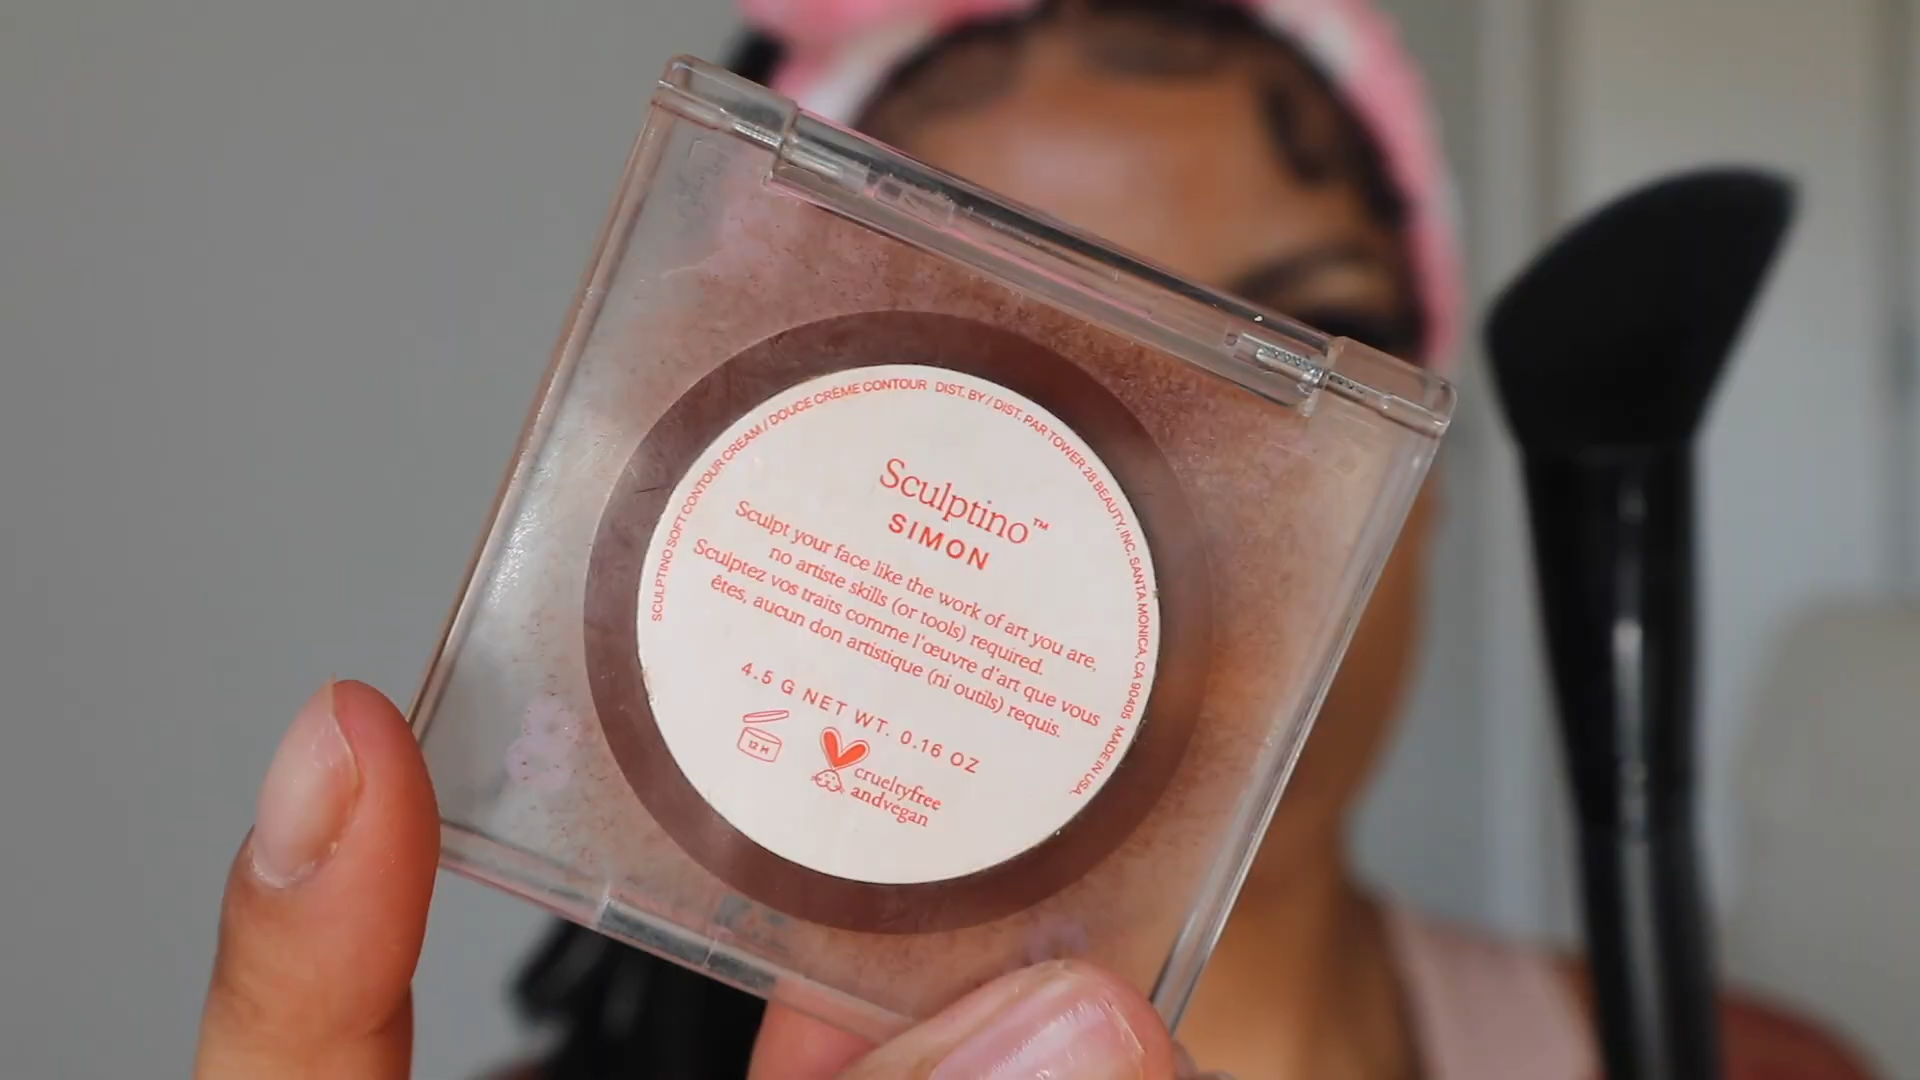 SCULPTINO SOFT CONTOUR CREAM / DOUCE CRÈME CONTOUR DIST. BY / DIST. PAR TOWER 28 BEAUTY, INC. SANTA MONICA, CA 90405 MADE IN USA.
Sculptino™
SIMON
Sculpt your face like the work of art you are,
no artiste skills (or tools) required.
Sculptez vos traits comme l'œuvre d'art que vous
êtes, aucun don artistique (ni outils) requis.
4.5 G NET WT. 0.16 OZ
12 M
crueltyfree
andvegan